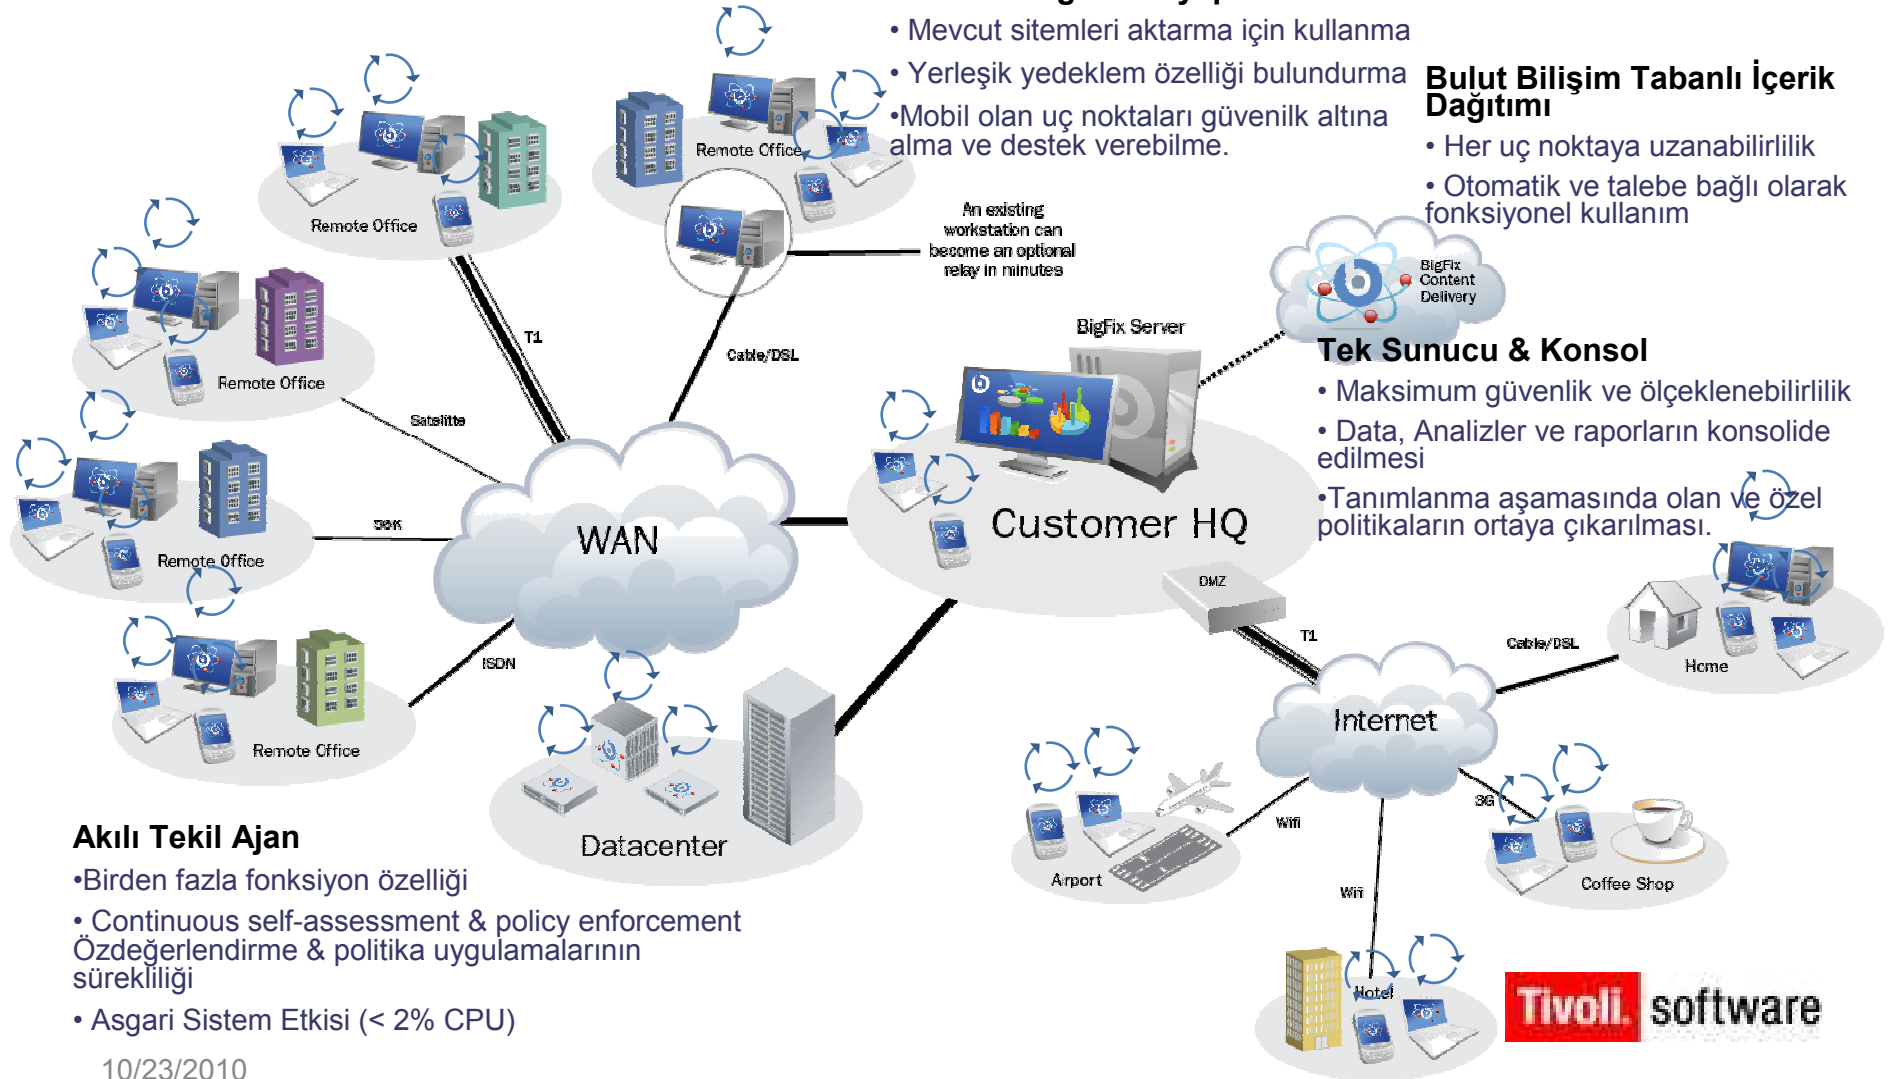 • Mevcut sitemleri aktarma için kullanma
• Yerleşik yedeklem özelliği bulundurma
•Mobil olan uç noktaları güvenilk altına
alma ve destek verebilme.
Bulut Bilişim Tabanlı İçerik
Dağıtımı
• Her uç noktaya uzanabilirlilik
• Otomatik ve talebe bağlı olarak
fonksiyonel kullanım
Remote Office
Remote Office
An existing
workstation can
become an optional
relay in minutes
BigFix
Content
Delivery
BigFix Server
T1
Cable/DSL
Tek Sunucu & Konsol
• Maksimum güvenlik ve ölçeklenebilirlilik
• Data, Analizler ve raporların konsolide
edilmesi
•Tanımlanma aşamasında olan ve özel
politikaların ortaya çıkarılması.
Remote Office
Satellite
56K
WAN
Customer HQ
Remote Office
DMZ
T1
Cable/DSL
Home
ISDN
Remote Office
Internet
Datacenter
3G
Wifi
Airport
Wifi
Coffee Shop
Hotel
Akılı Tekil Ajan
•Birden fazla fonksiyon özelliği
• Continuous self-assessment & policy enforcement
Özdeğerlendirme & politika uygulamalarının
sürekliliği
• Asgari Sistem Etkisi (< 2% CPU)
Tivoli. software
10/23/2010